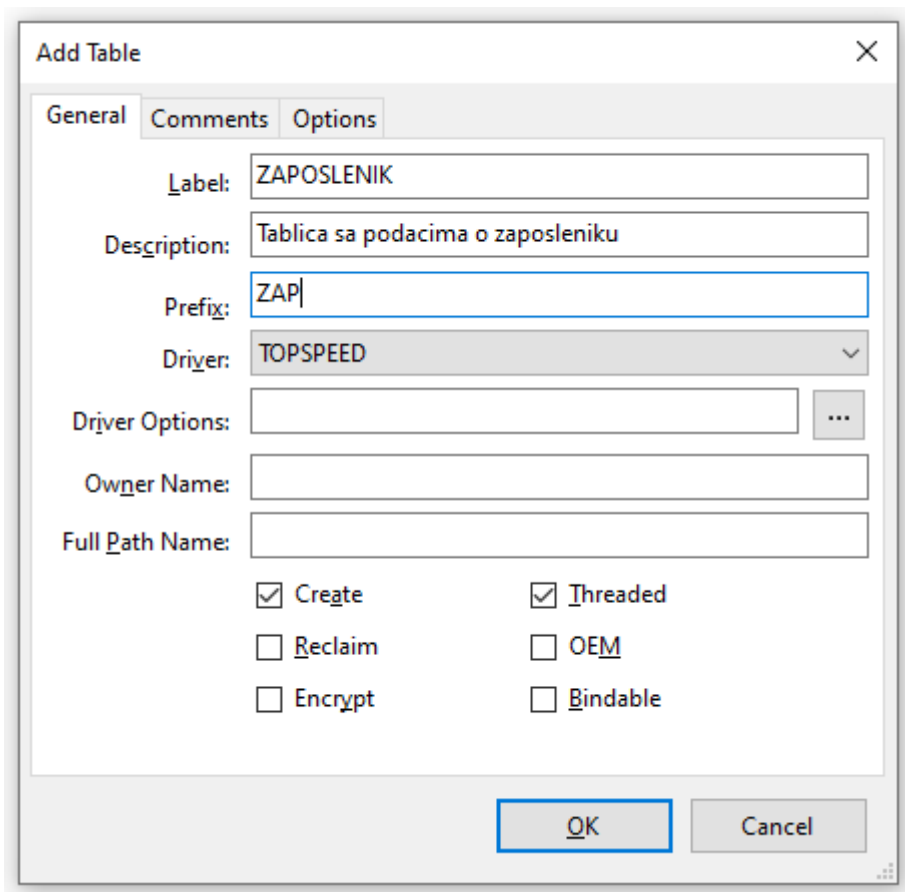 Add Table
General Comments Options
Label: ZAPOSLENIK
Description: Tablica sa podacima o zaposleniku
Prefix: ZAP
Driver: TOPSPEED
Driver Options: ...
Owner Name:
Full Path Name:
Create Threaded
Reclaim OEM
Encrypt Bindable
OK Cancel